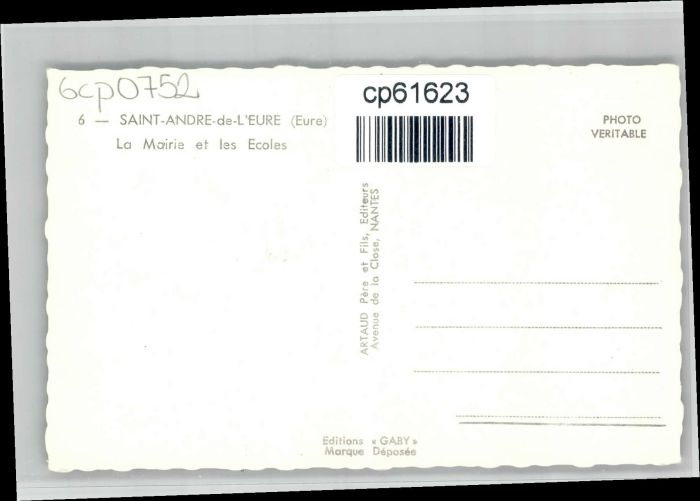 6cp0752
cp61623
6 — SAINT-ANDRE-de-L'EURE (Eure)
La Mairie et les Ecoles
PHOTO
VERITABLE
ARTAUD Père et Fils, Editeurs
Avenue de la Close, NANTES
Editions « GABY »
Marque Déposée